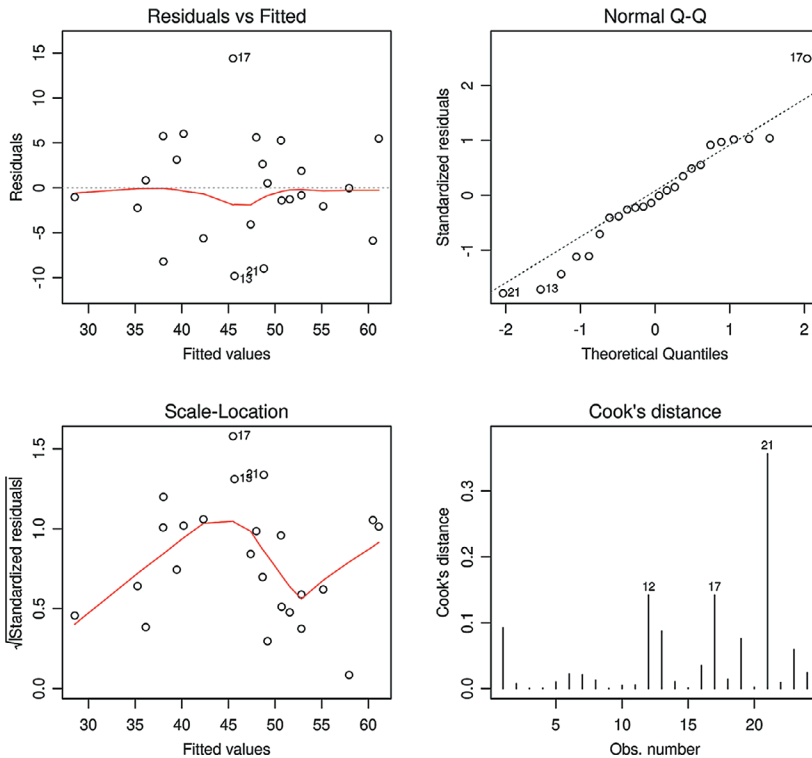 Residuals vs Fitted
Residuals
15
10
5
0
-5
-10
17
21
13
30 35 40 45 50 55 60
Fitted values
Normal Q-Q
Standardized residuals
2
1
0
-1
17
21
13
-2 -1 0 1 2
Theoretical Quantiles
Scale-Location
√|Standardized residuals|
1.5
1.0
0.5
0.0
17
21
13
30 35 40 45 50 55 60
Fitted values
Cook's distance
Cook's distance
0.3
0.2
0.1
0.0
12
17
21
5 10 15 20
Obs. number